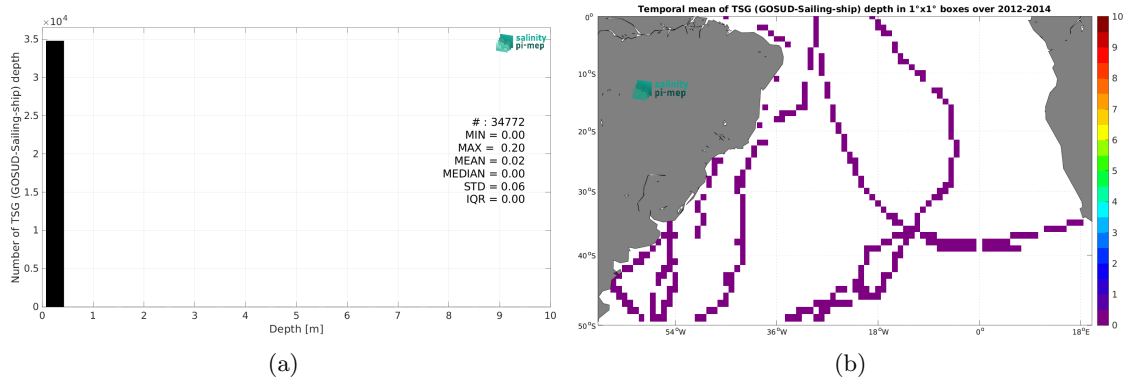 ×10⁴
3.5
3
2.5
2
1.5
1
0.5
0
Number of TSG (GOSUD-Sailing-ship) depth
salinity
pi-mep
# : 34772
MIN = 0.00
MAX = 0.20
MEAN = 0.02
MEDIAN = 0.00
STD = 0.06
IQR = 0.00
0 1 2 3 4 5 6 7 8 9 10
Depth [m]
(a)
Temporal mean of TSG (GOSUD-Sailing-ship) depth in 1°x1° boxes over 2012-2014
0°
10°S
20°S
30°S
40°S
50°S
salinity
pi-mep
54°W 36°W 18°W 0° 18°E
10
9
8
7
6
5
4
3
2
1
0
(b)